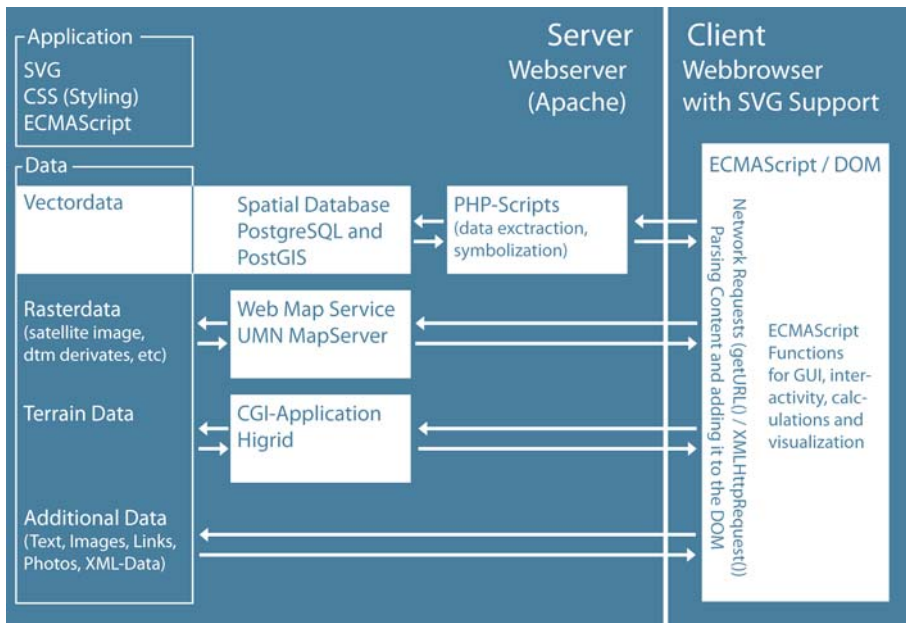 Application
SVG
CSS (Styling)
ECMAScript
Server
Webserver
(Apache)
Client
Webbrowser
with SVG Support
Data
Vectordata
Spatial Database
PostgreSQL and
PostGIS
PHP-Scripts
(data exctraction,
symbolization)
Rasterdata
(satellite image,
dtm derivates, etc)
Web Map Service
UMN MapServer
Terrain Data
CGI-Application
Higrid
Additional Data
(Text, Images, Links,
Photos, XML-Data)
ECMAScript / DOM
Network Requests (getURL() / XMLHttpRequest())
Parsing Content and adding it to the DOM
ECMAScript
Functions
for GUI, inter-
activity, calc-
ulations and
visualization